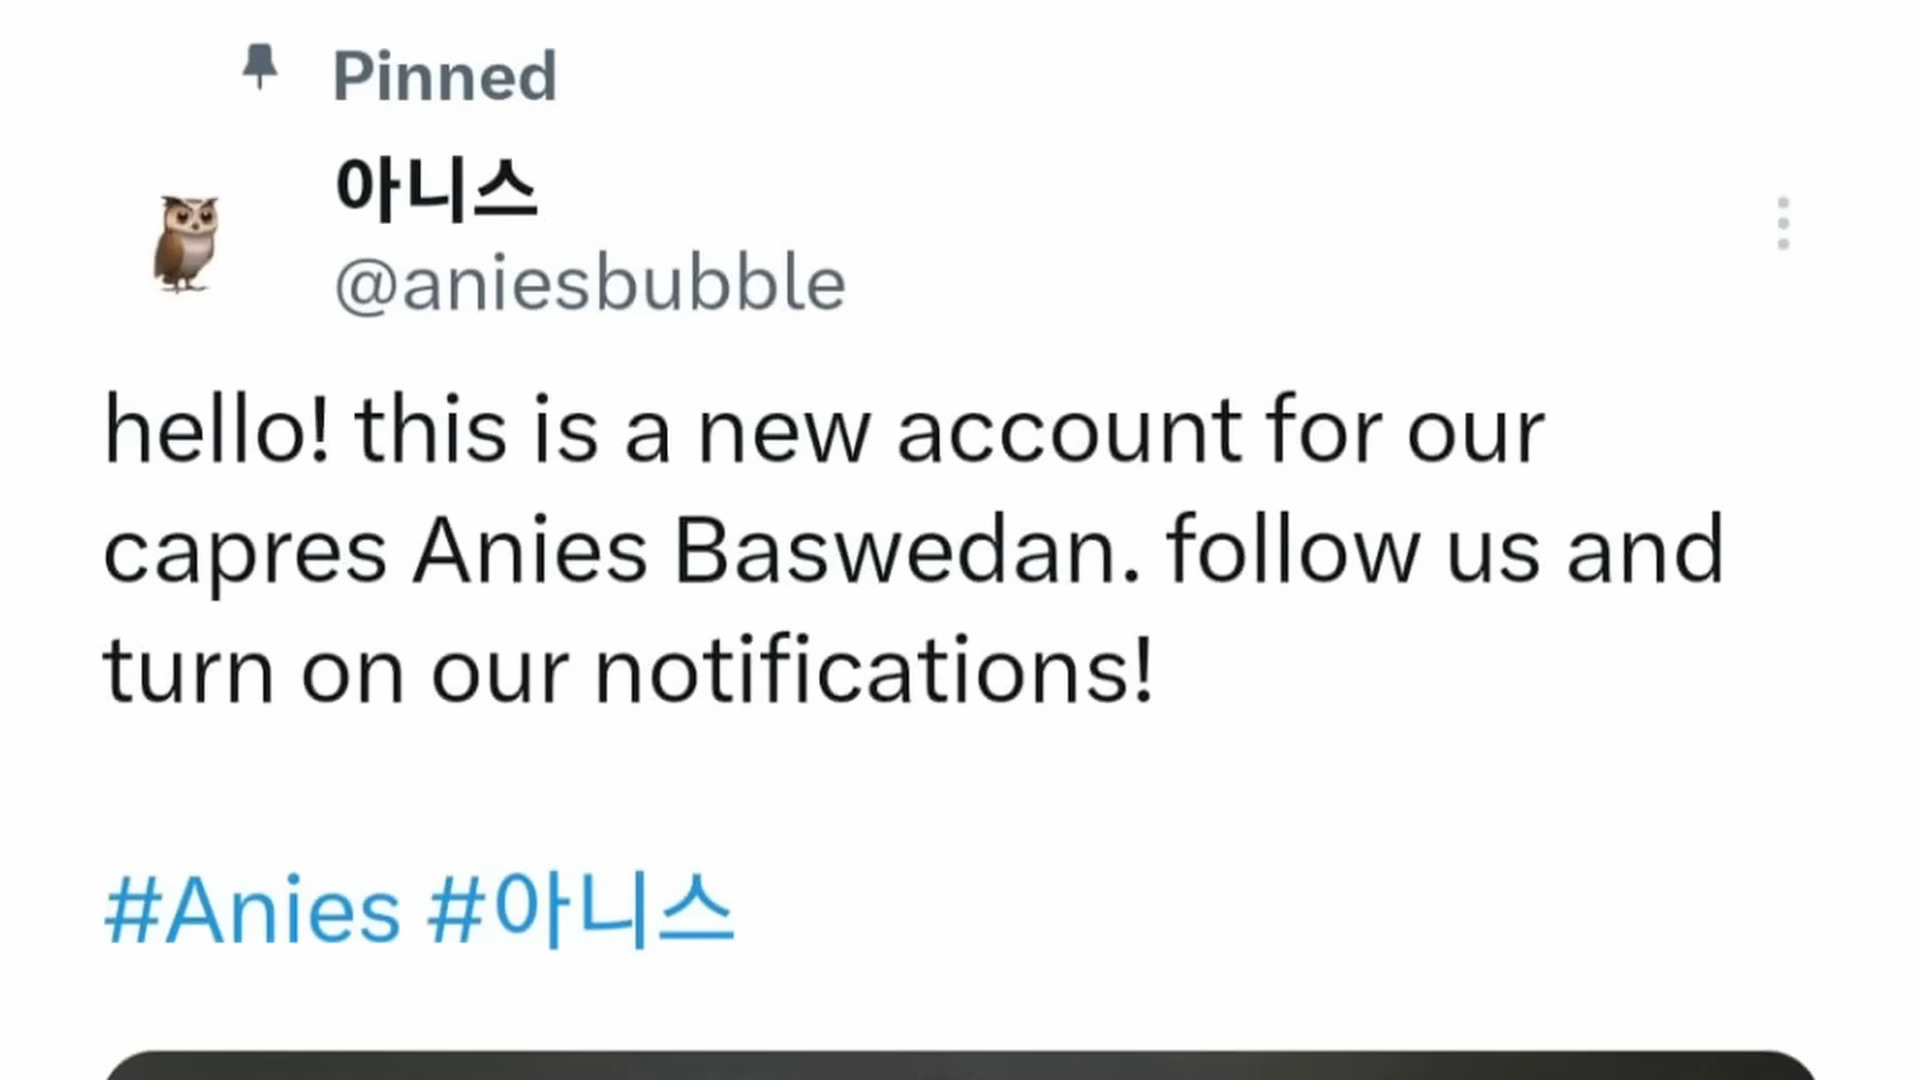 Pinned
아니스
@aniesbubble
hello! this is a new account for our
capres Anies Baswedan. follow us and
turn on our notifications!
#Anies #아니스